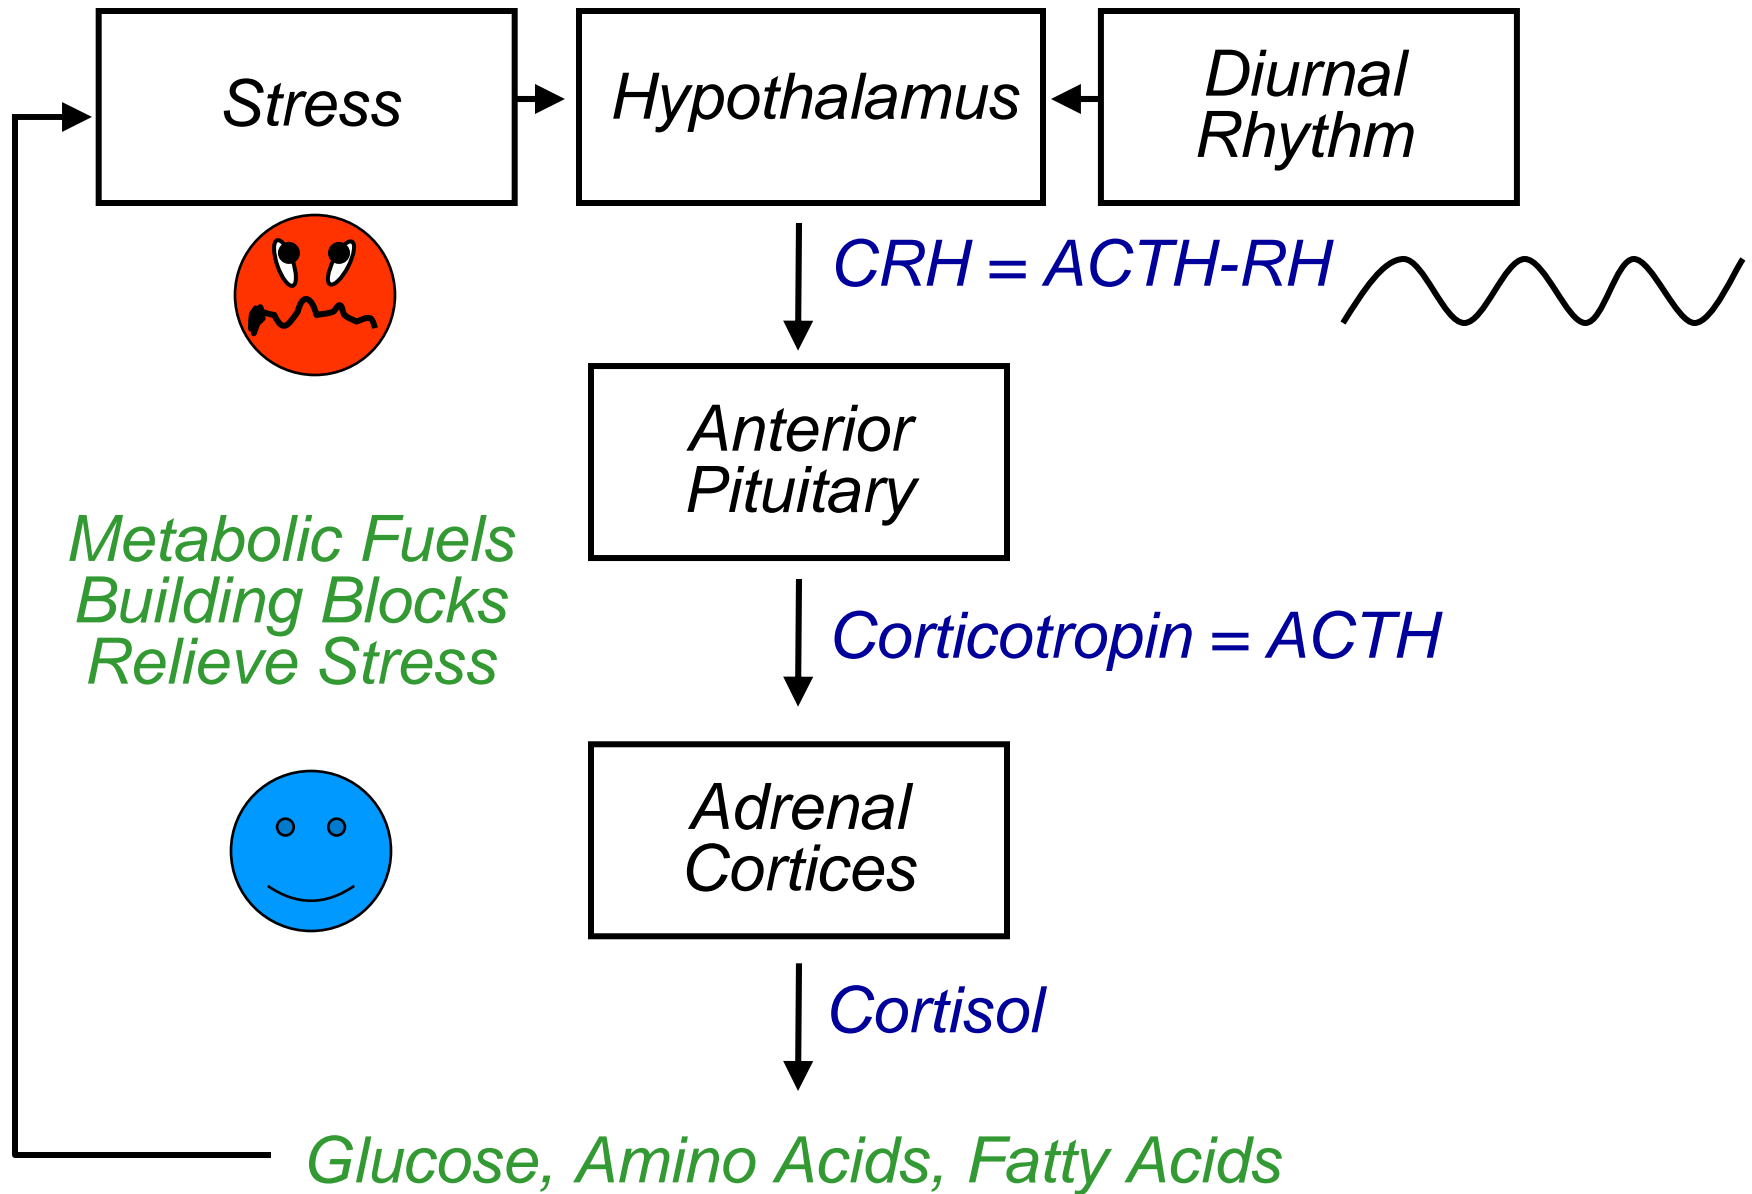 Stress
Hypothalamus
Diurnal
Rhythm
CRH = ACTH-RH
Anterior
Pituitary
Metabolic Fuels
Building Blocks
Relieve Stress
Corticotropin = ACTH
Adrenal
Cortices
Cortisol
Glucose, Amino Acids, Fatty Acids